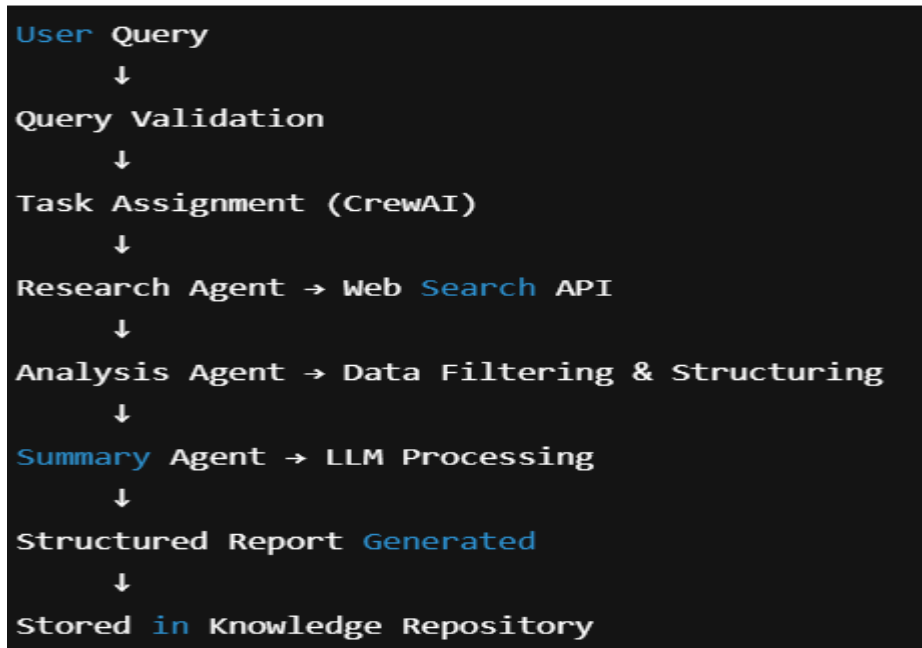 User Query
↓
Query Validation
↓
Task Assignment (CrewAI)
↓
Research Agent → Web Search API
↓
Analysis Agent → Data Filtering & Structuring
↓
Summary Agent → LLM Processing
↓
Structured Report Generated
↓
Stored in Knowledge Repository